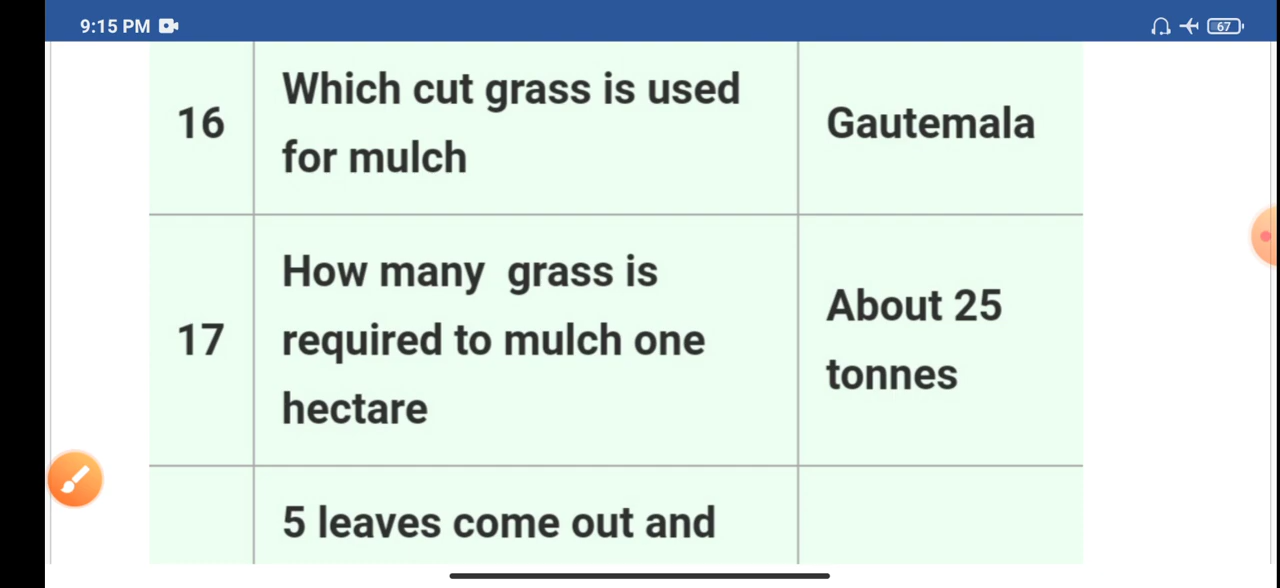 9:15 PM
67
16
Which cut grass is used
for mulch
Gautemala
17
How many grass is
required to mulch one
hectare
About 25
tonnes
5 leaves come out and